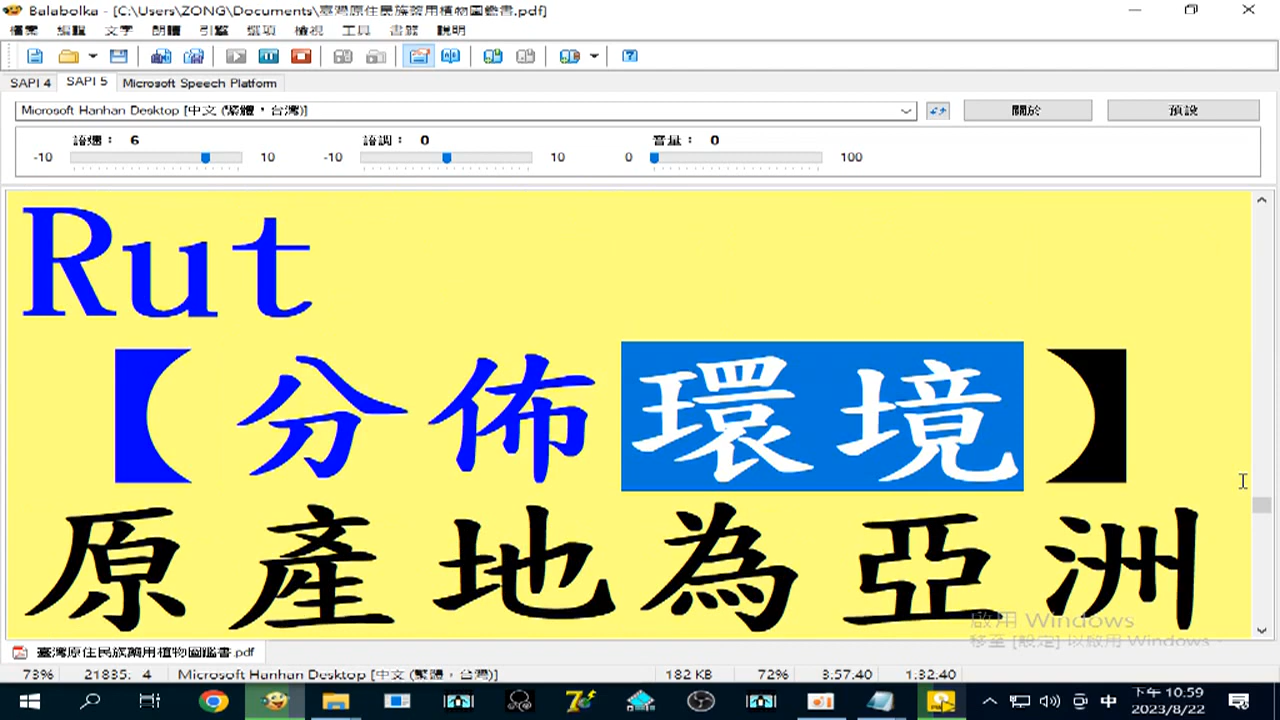 Balabolka - [C:\Users\ZONG\Documents\臺灣原住民族藥用植物圖鑑書.pdf]
檔案 編輯 文字 朗讀 引擎 選項 檢視 工具 書籤 說明
SAPI 4 SAPI 5 Microsoft Speech Platform
Microsoft Hanhan Desktop [中文 (繁體，台灣)] 關於 預設
語速： 6 語調： 0 音量： 0
-10 10 -10 10 0 100
Rut
【分佈環境】
原產地為亞洲
啟用 Windows
移至 [設定] 以啟用 Windows。
臺灣原住民族藥用植物圖鑑書.pdf
73% 21835: 4 Microsoft Hanhan Desktop [中文 (繁體，台灣)] 182 KB 72% 3:57:40 1:32:40
中 下午 10:59
2023/8/22